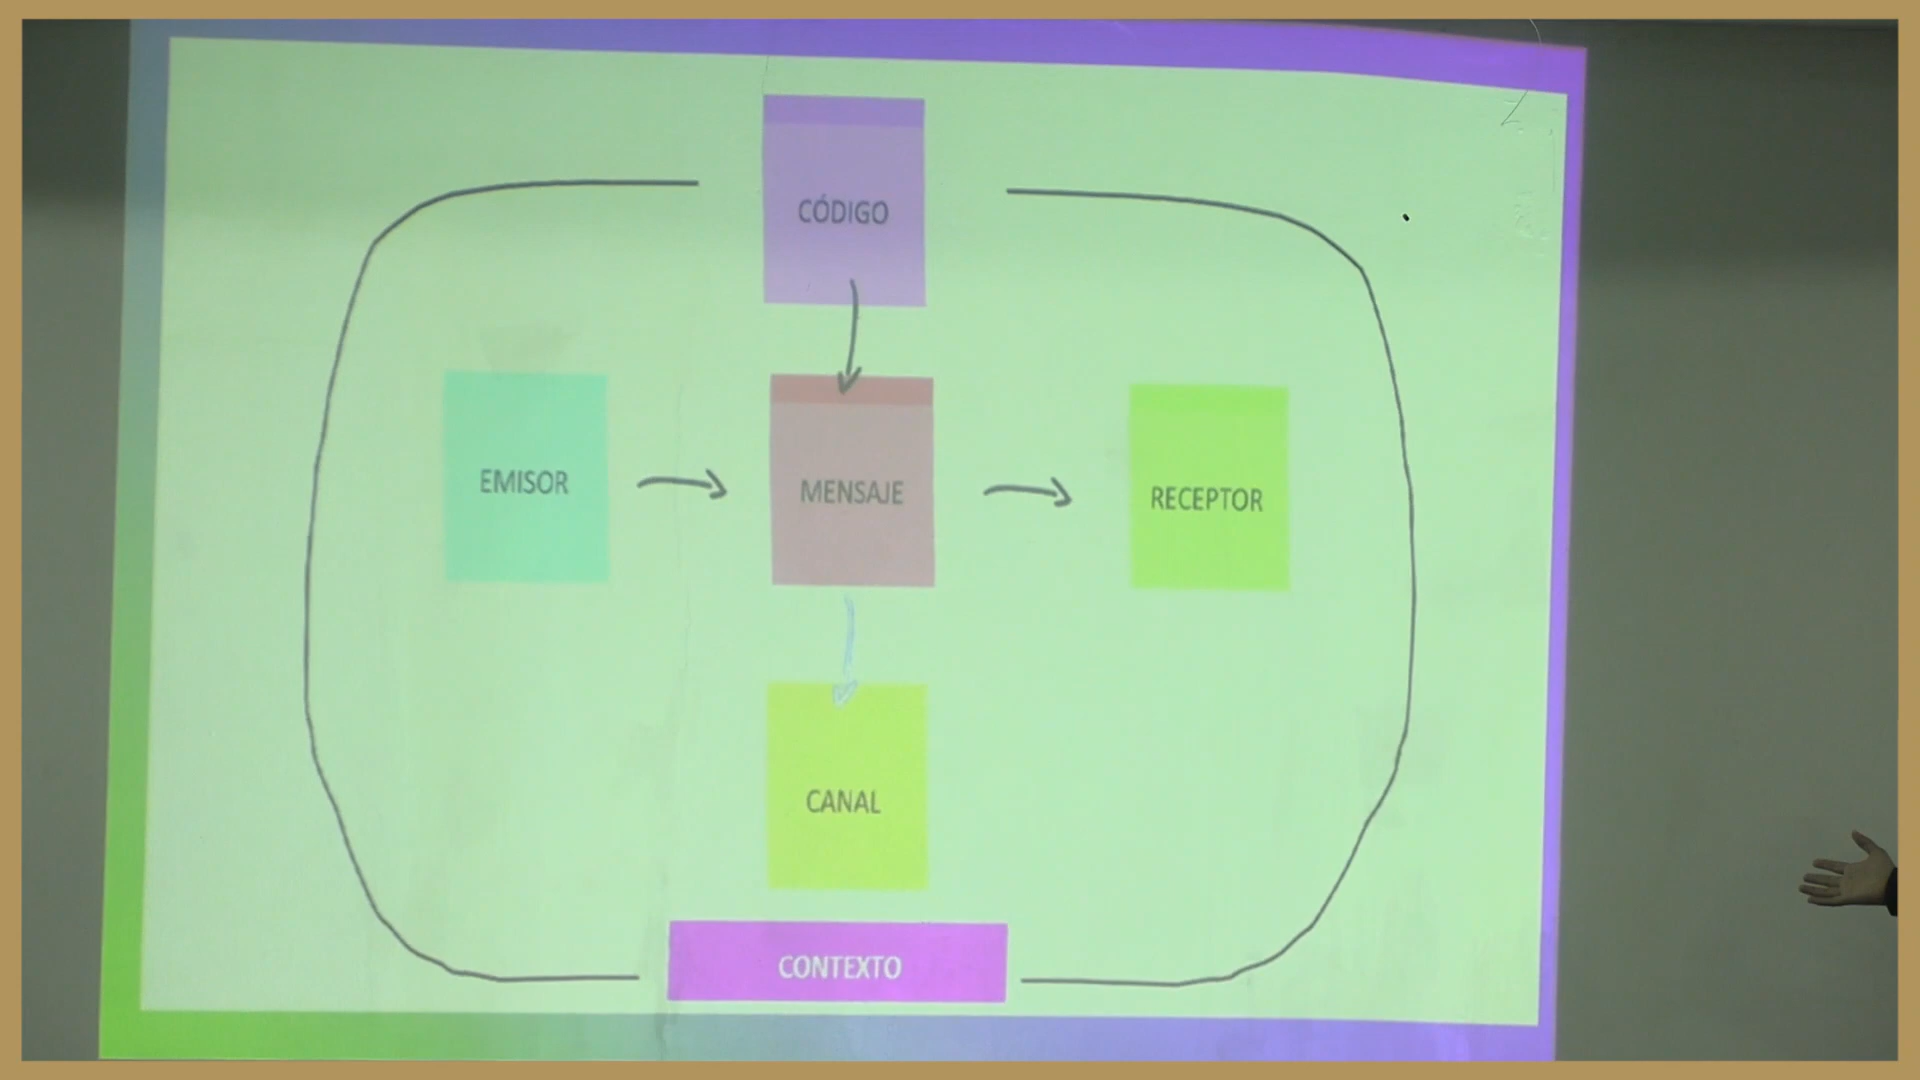 CÓDIGO
EMISOR
MENSAJE
RECEPTOR
CANAL
CONTEXTO